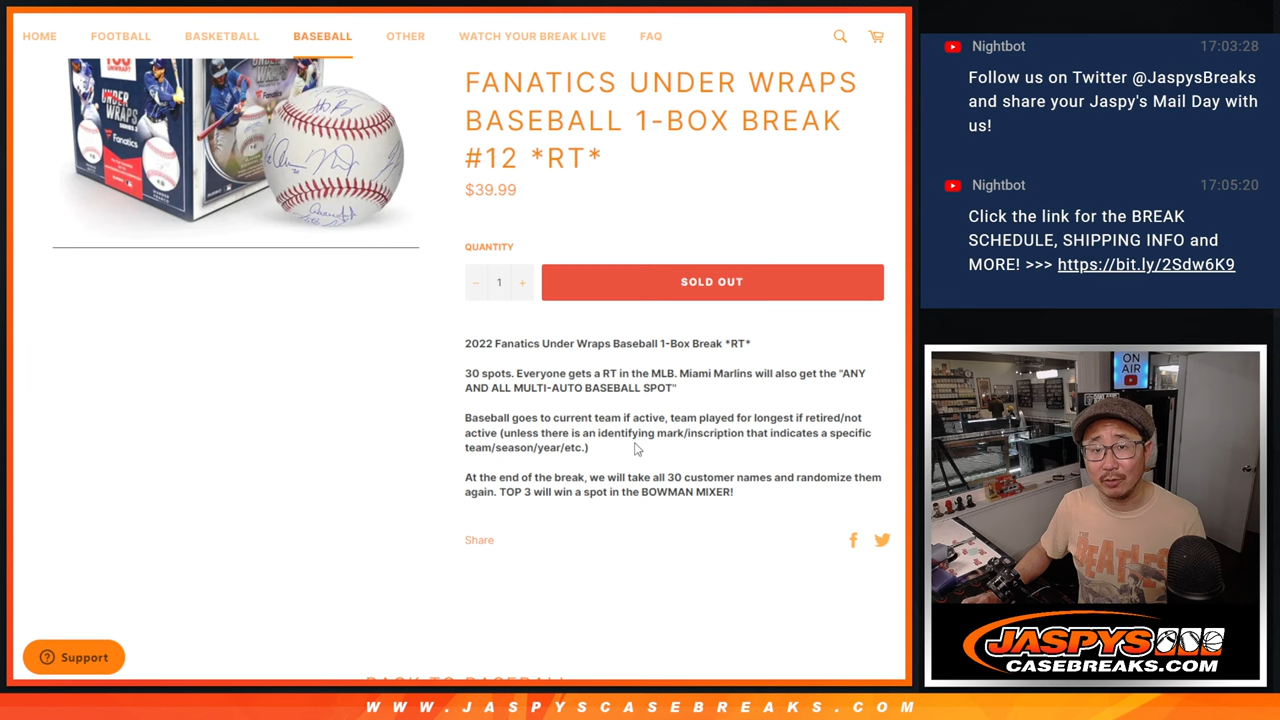 HOME FOOTBALL BASKETBALL BASEBALL OTHER WATCH YOUR BREAK LIVE FAQ
UNDER
WRAPS
Fanatics
FANATICS UNDER WRAPS
BASEBALL 1-BOX BREAK
#12 *RT*
$39.99
QUANTITY
− 1 + SOLD OUT
2022 Fanatics Under Wraps Baseball 1-Box Break *RT*
30 spots. Everyone gets a RT in the MLB. Miami Marlins will also get the "ANY
AND ALL MULTI-AUTO BASEBALL SPOT"
Baseball goes to current team if active, team played for longest if retired/not
active (unless there is an identifying mark/inscription that indicates a specific
team/season/year/etc.)
At the end of the break, we will take all 30 customer names and randomize them
again. TOP 3 will win a spot in the BOWMAN MIXER!
Share
Support
Nightbot 17:03:28
Follow us on Twitter @JaspysBreaks
and share your Jaspy's Mail Day with
us!
Nightbot 17:05:20
Click the link for the BREAK
SCHEDULE, SHIPPING INFO and
MORE! >>> https://bit.ly/2Sdw6K9
ON
AIR
BEATLES
JASPYS
CASEBREAKS.COM
WWW.JASPYSCASEBREAKS.COM